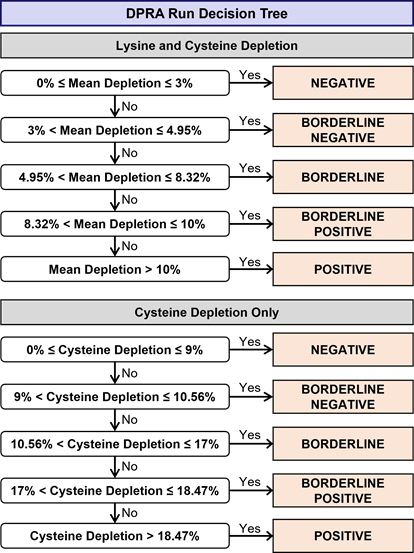 DPRA Run Decision Tree
Lysine and Cysteine Depletion
0% ≤ Mean Depletion ≤ 3%
Yes
NEGATIVE
No
3% < Mean Depletion ≤ 4.95%
Yes
BORDERLINE
NEGATIVE
No
4.95% < Mean Depletion ≤ 8.32%
Yes
BORDERLINE
No
8.32% < Mean Depletion ≤ 10%
Yes
BORDERLINE
POSITIVE
No
Mean Depletion > 10%
Yes
POSITIVE
Cysteine Depletion Only
0% ≤ Cysteine Depletion ≤ 9%
Yes
NEGATIVE
No
9% < Cysteine Depletion ≤ 10.56%
Yes
BORDERLINE
NEGATIVE
No
10.56% < Cysteine Depletion ≤ 17%
Yes
BORDERLINE
No
17% < Cysteine Depletion ≤ 18.47%
Yes
BORDERLINE
POSITIVE
No
Cysteine Depletion > 18.47%
Yes
POSITIVE